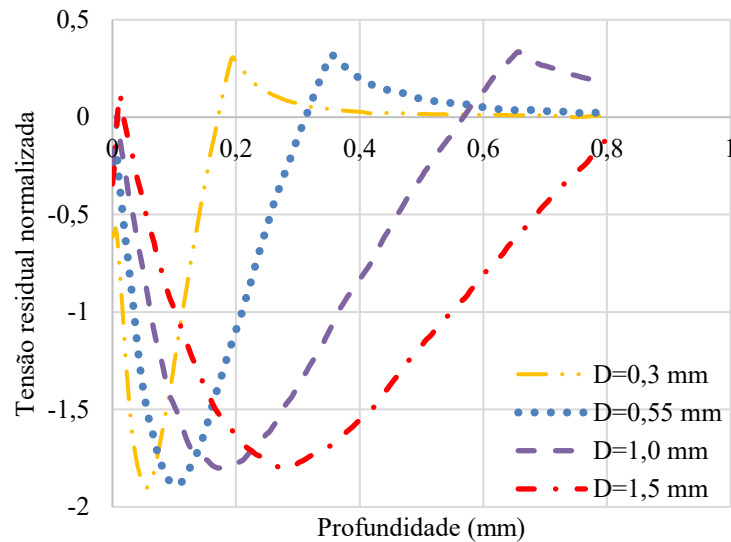 0,5
0
-0,5
-1
-1,5
-2
0 0,2 0,4 0,6 0,8 1
Tensão residual normalizada
Profundidade (mm)
D=0,3 mm
D=0,55 mm
D=1,0 mm
D=1,5 mm